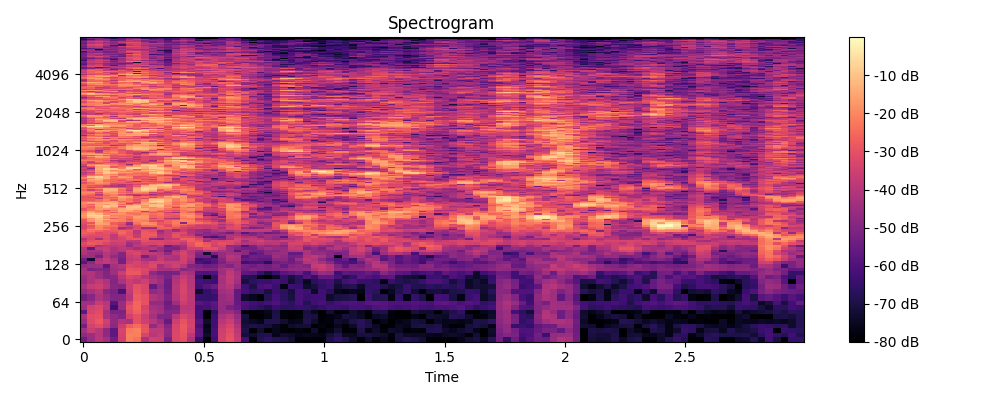 Spectrogram
4096
2048
1024
512
256
128
64
0
Hz
0
0.5
1
1.5
2
2.5
Time
-10 dB
-20 dB
-30 dB
-40 dB
-50 dB
-60 dB
-70 dB
-80 dB